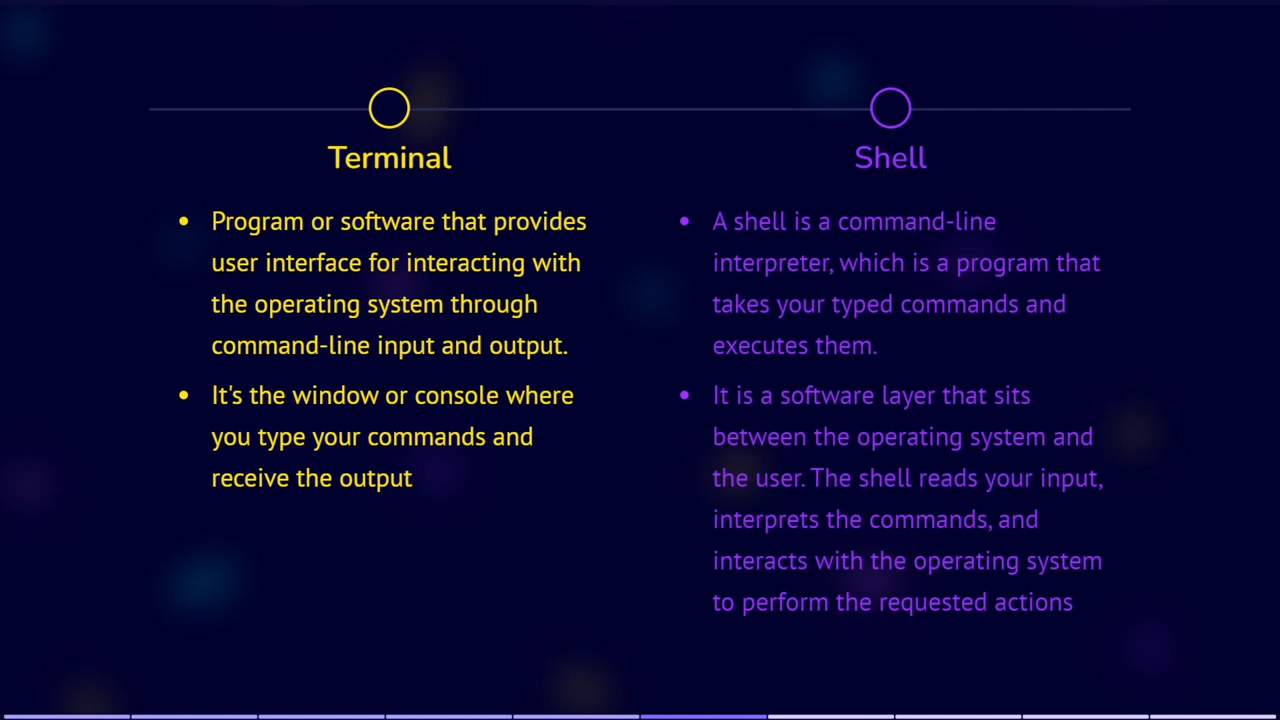 Terminal
• Program or software that provides
user interface for interacting with
the operating system through
command-line input and output.
• It's the window or console where
you type your commands and
receive the output
Shell
• A shell is a command-line
interpreter, which is a program that
takes your typed commands and
executes them.
• It is a software layer that sits
between the operating system and
the user. The shell reads your input,
interprets the commands, and
interacts with the operating system
to perform the requested actions